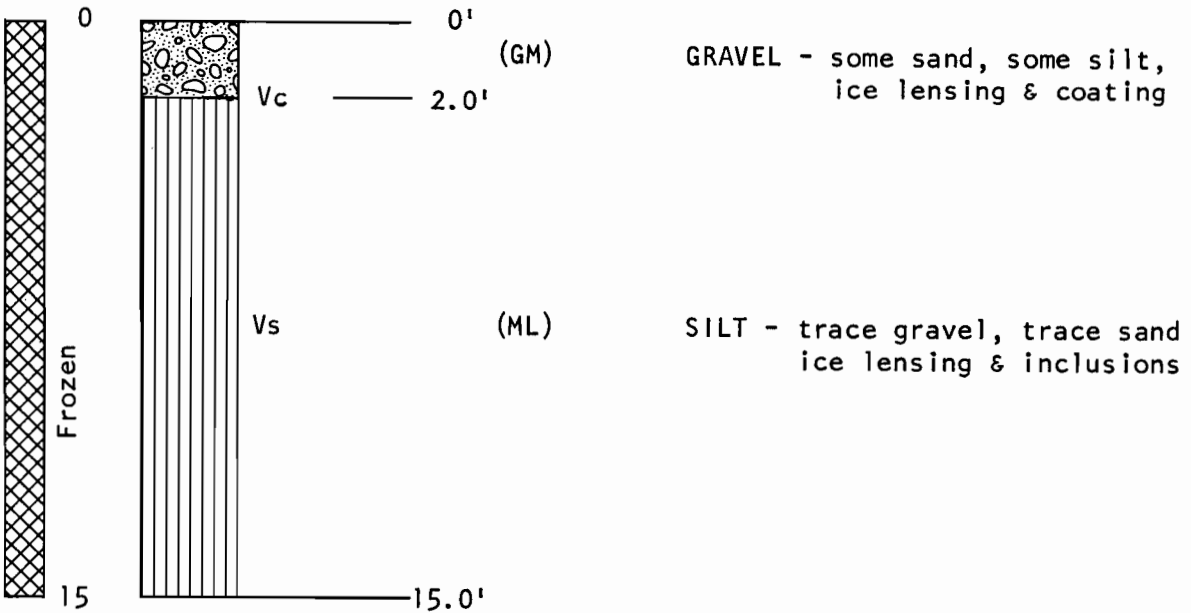 0 0'
(GM) GRAVEL - some sand, some silt,
ice lensing & coating
Vc 2.0'
Vs (ML) SILT - trace gravel, trace sand
ice lensing & inclusions
Frozen
15 15.0'